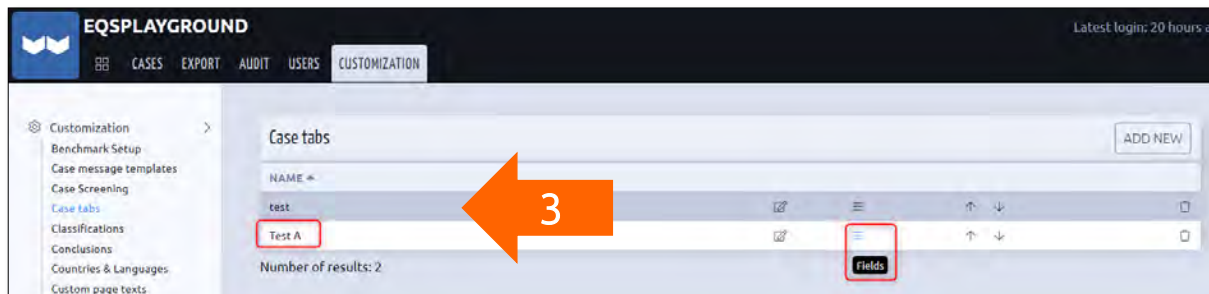 EQSPLAYGROUND
Latest login: 20 hours a
CASES EXPORT AUDIT USERS CUSTOMIZATION
Customization
Benchmark Setup
Case message templates
Case Screening
Case tabs
Classifications
Conclusions
Countries & Languages
Custom page texts
Case tabs
ADD NEW
NAME
test
3
Test A
Fields
Number of results: 2